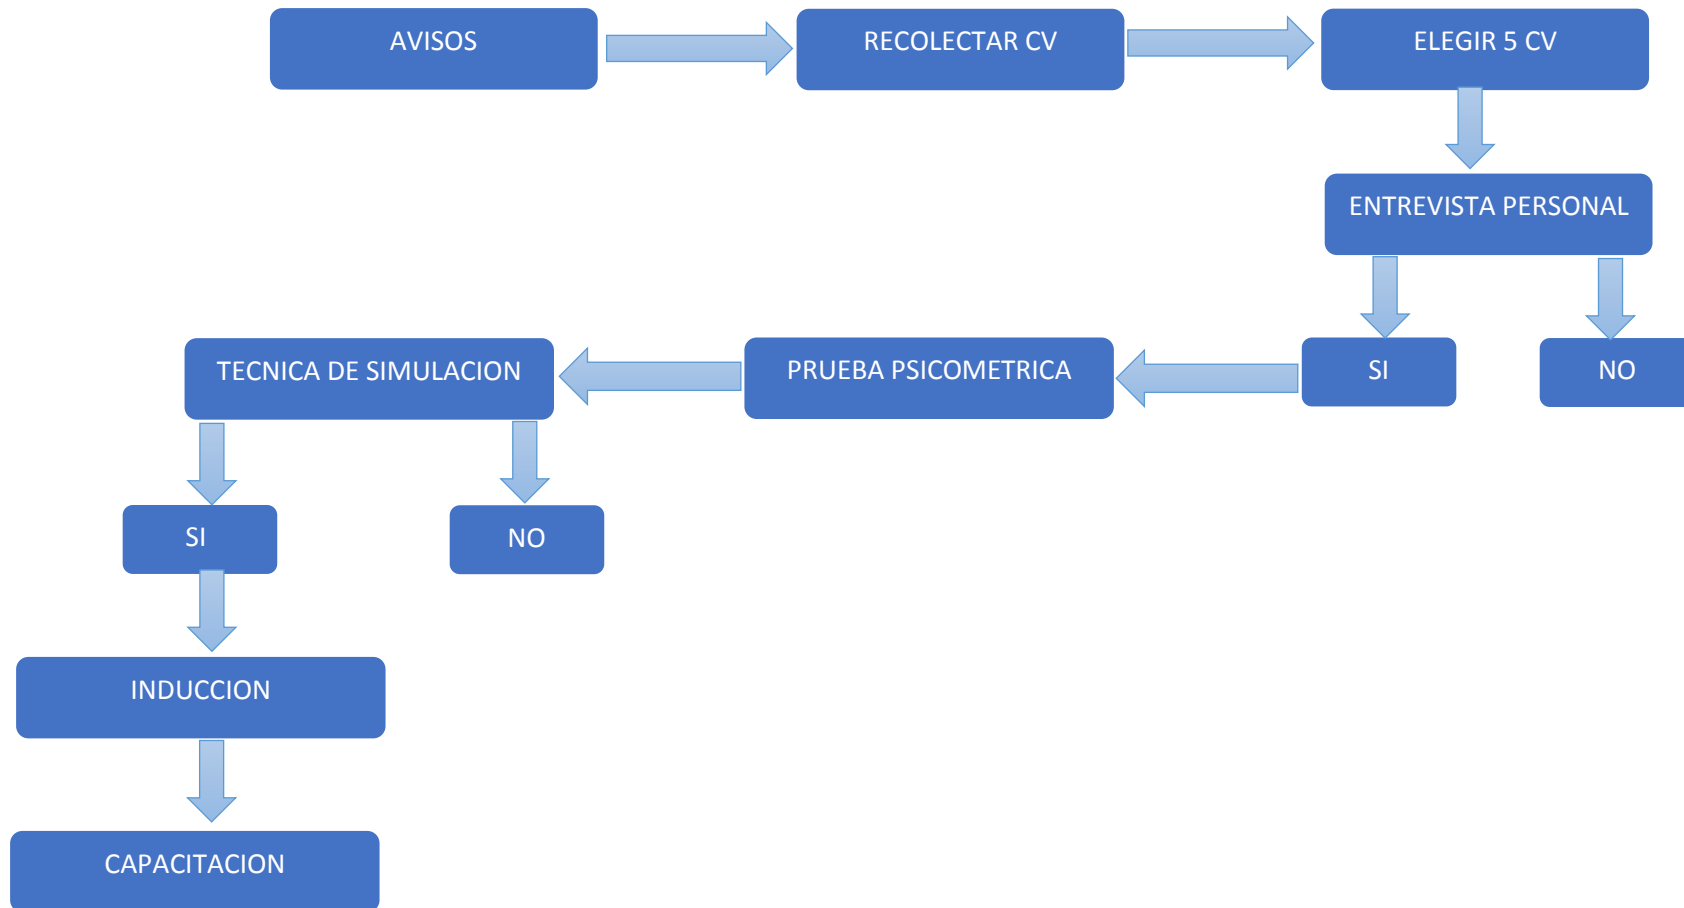 AVISOS
RECOLECTAR CV
ELEGIR 5 CV
ENTREVISTA PERSONAL
TECNICA DE SIMULACION
PRUEBA PSICOMETRICA
SI
NO
SI
NO
INDUCCION
CAPACITACION